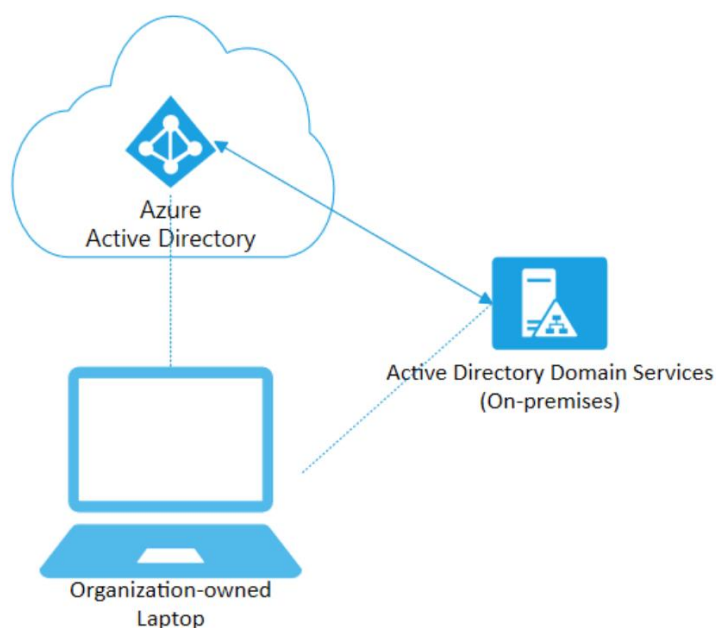 Azure
Active Directory
Active Directory Domain Services
(On-premises)
Organization-owned
Laptop